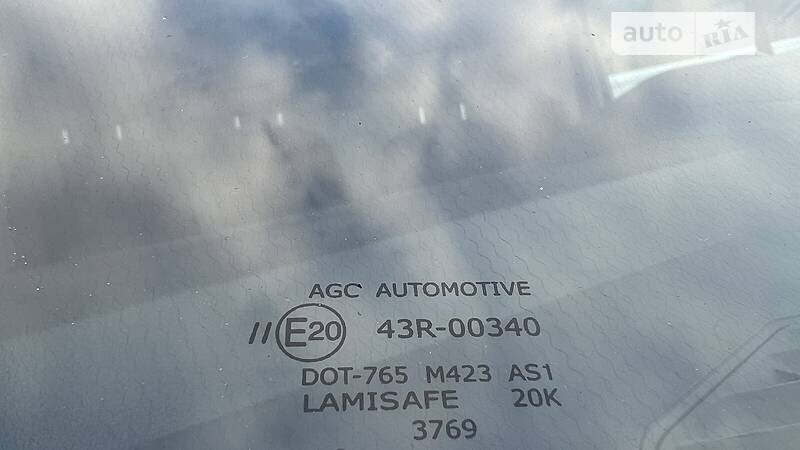 auto RIA
AGC AUTOMOTIVE
// E20 43R-00340
DOT-765 M423 AS1
LAMISAFE 20K
3769